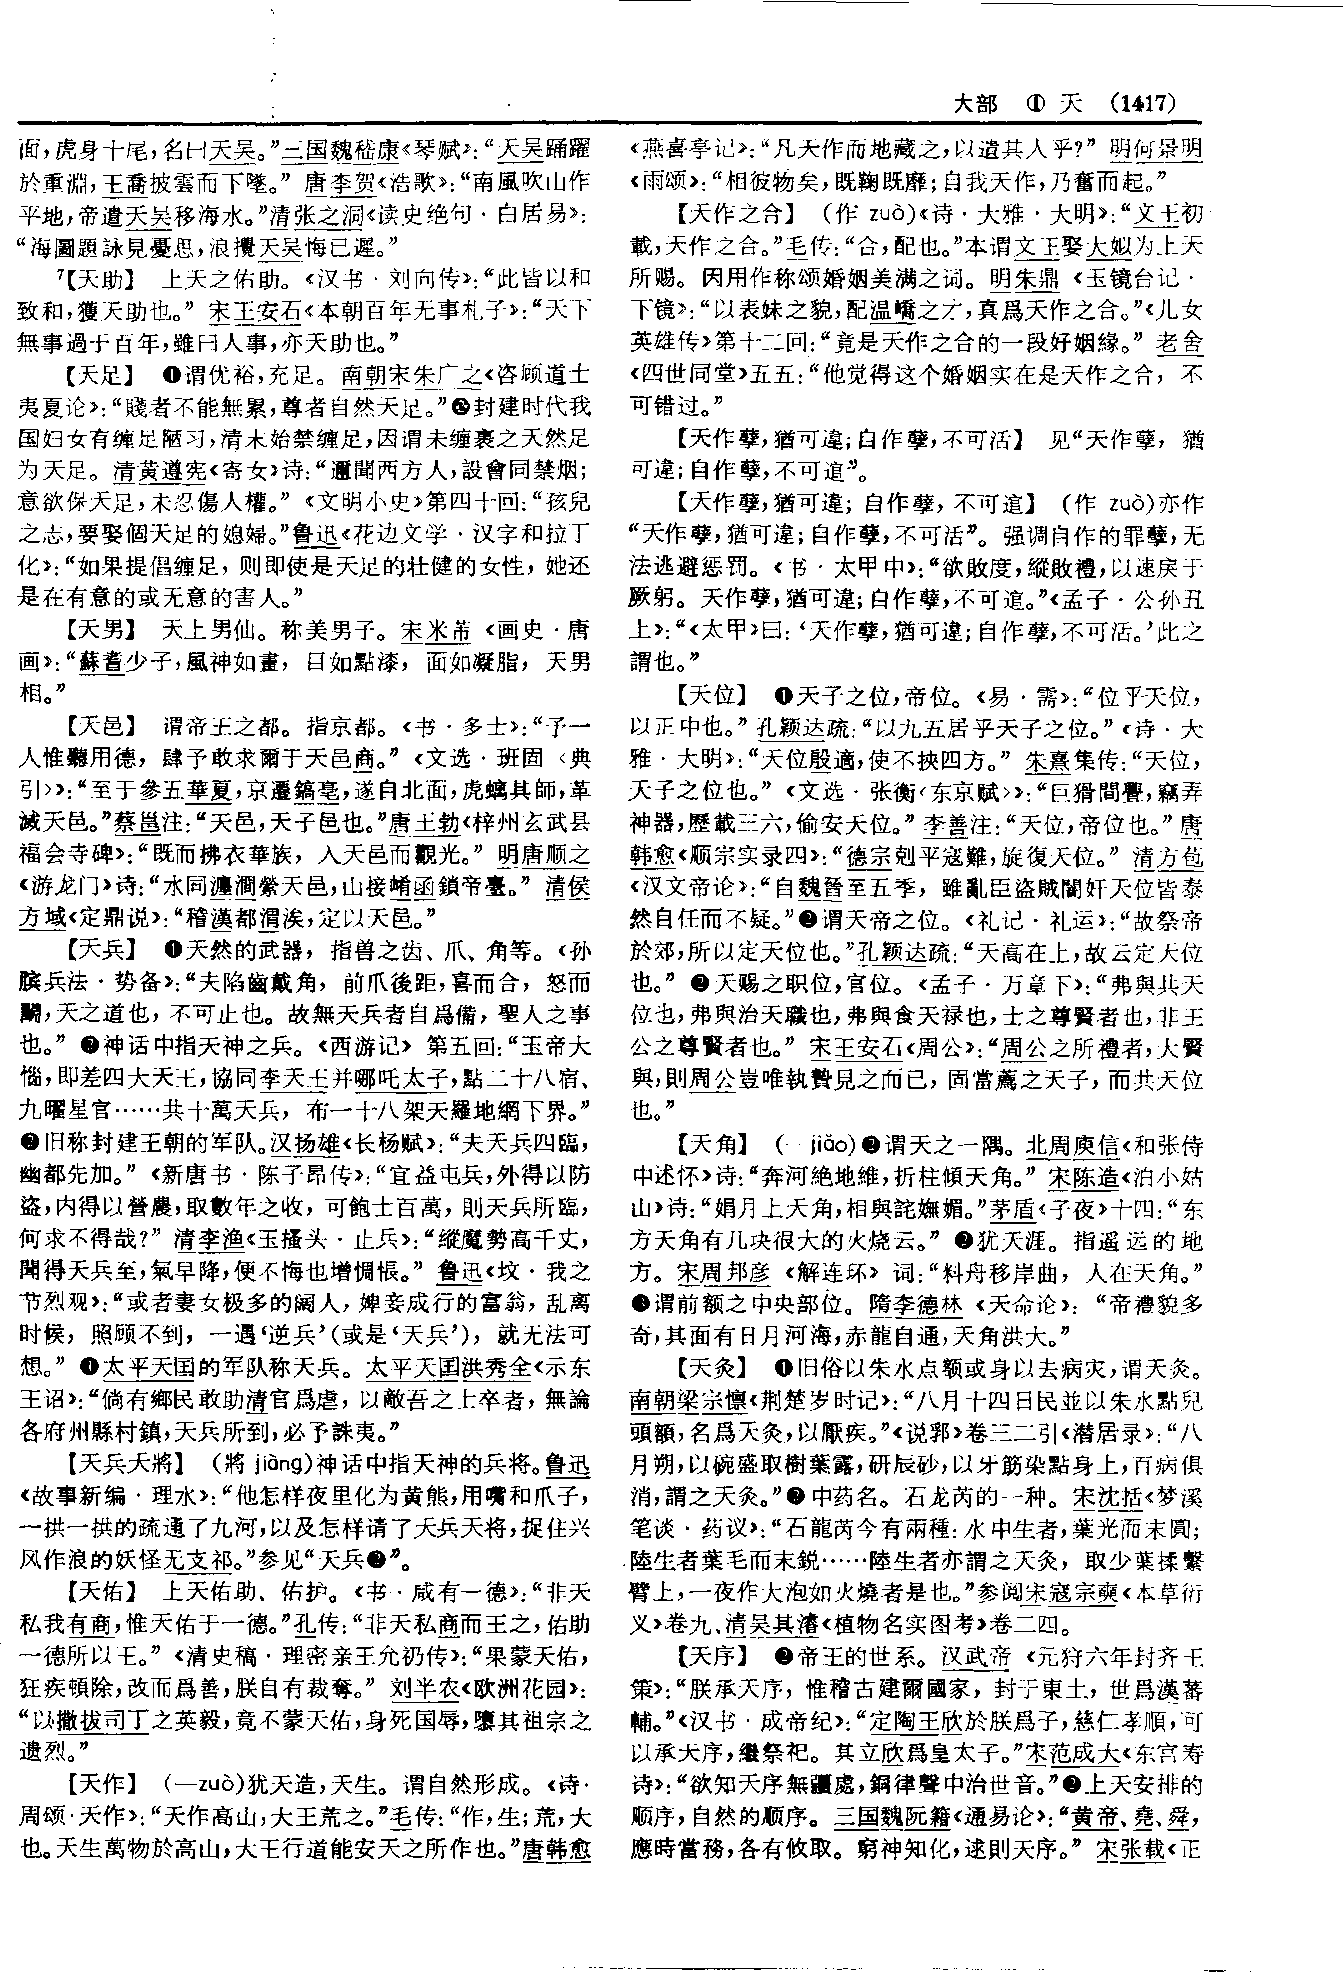 大部 ① 天 (1417)
面，虎身十尾，名曰天吴。”三国魏嵇康《琴赋》：“天吴踊躍
於重淵，王喬披雲而下墜。” 唐李贺《浩歌》：“南風吹山作
平地，帝遣天吴移海水。”清张之洞《读史绝句·白居易》：
“海圖題詠見憂思，浪攪天吴悔已遲。”
7【天助】 上天之佑助。《汉书·刘向传》：“此皆以和
致和，獲天助也。” 宋王安石《本朝百年无事札子》：“天下
無事過于百年，雖曰人事，亦天助也。”
【天足】 ❶谓优裕，充足。南朝宋朱广之《咨顾道士
夷夏论》：“賤者不能無累，尊者自然天足。”❷封建时代我
国妇女有缠足陋习，清末始禁缠足，因谓未缠裹之天然足
为天足。清黄遵宪《寄女》诗：“邇聞西方人，設會同禁烟；
意欲保天足，未忍傷人權。” 《文明小史》第四十回：“孩兒
之志，要娶個天足的媳婦。”鲁迅《花边文学·汉字和拉丁
化》：“如果提倡缠足，则即使是天足的壮健的女性，她还
是在有意的或无意的害人。”
【天男】 天上男仙。称美男子。宋米芾《画史·唐
画》：“蘇耆少子，風神如畫，目如點漆，面如凝脂，天男
相。”
【天邑】 谓帝王之都。指京都。《书·多士》：“予一
人惟聽用德，肆予敢求爾于天邑商。” 《文选·班固〈典
引〉》：“至于參五華夏，京遷鎬亳，遂自北面，虎螭其師，革
滅天邑。”蔡邕注：“天邑，天子邑也。”唐王勃《梓州玄武县
福会寺碑》：“既而拂衣華族，入天邑而觀光。” 明唐顺之
《游龙门》诗：“水同瀍澗縈天邑，山接崤函鎖帝臺。” 清侯
方域《定鼎说》：“稽漢都渭涘，定以天邑。”
【天兵】 ❶天然的武器，指兽之齿、爪、角等。《孙
膑兵法·势备》：“夫陷齒戴角，前爪後距，喜而合，怒而
鬭，天之道也，不可止也。故無天兵者自爲備，聖人之事
也。” ❷神话中指天神之兵。《西游记》第五回：“玉帝大
惱，即差四大天王，協同李天王并哪吒太子，點二十八宿、
九曜星官……共十萬天兵，布一十八架天羅地網下界。”
❸旧称封建王朝的军队。汉扬雄《长杨赋》：“夫天兵四臨，
幽都先加。” 《新唐书·陈子昂传》：“宜益屯兵，外得以防
盗，内得以營農，取數年之收，可飽士百萬，則天兵所臨，
何求不得哉？” 清李渔《玉搔头·止兵》：“縱魔勢高千丈，
聞得天兵至，氣早降，便不悔也增惆悵。” 鲁迅《坟·我之
节烈观》：“或者妻女极多的阔人，婢妾成行的富翁，乱离
时候，照顾不到，一遇‘逆兵’（或是‘天兵’），就无法可
想。” ❹太平天国的军队称天兵。太平天国洪秀全《示东
王诏》：“倘有鄉民敢助清官爲虐，以敵吾之士卒者，無論
各府州縣村鎮，天兵所到，必予誅夷。”
【天兵天將】 （將 jiàng）神话中指天神的兵将。鲁迅
《故事新编·理水》：“他怎样夜里化为黄熊，用嘴和爪子，
一拱一拱的疏通了九河，以及怎样请了天兵天将，捉住兴
风作浪的妖怪无支祁。”参见“天兵❷”。
【天佑】 上天佑助、佑护。《书·咸有一德》：“非天
私我有商，惟天佑于一德。”孔传：“非天私商而王之，佑助
一德所以王。” 《清史稿·理密亲王允礽传》：“果蒙天佑，
狂疾頓除，改而爲善，朕自有裁奪。” 刘半农《欧洲花园》：
“以撒拔司丁之英毅，竟不蒙天佑，身死国辱，墮其祖宗之
遗烈。”
【天作】 （—zuò）犹天造，天生。谓自然形成。《诗·
周颂·天作》：“天作高山，大王荒之。”毛传：“作，生；荒，大
也。天生萬物於高山，大王行道能安天之所作也。”唐韩愈
《燕喜亭记》：“凡天作而地藏之，以遺其人乎？” 明何景明
《雨颂》：“相彼物矣，既鞠既靡；自我天作，乃奮而起。”
【天作之合】 （作 zuò）《诗·大雅·大明》：“文王初
載，天作之合。”毛传：“合，配也。”本谓文王娶大姒为上天
所赐。因用作称颂婚姻美满之词。明朱鼎《玉镜台记·
下镜》：“以表妹之貌，配温嶠之才，真爲天作之合。”《儿女
英雄传》第十二回：“竟是天作之合的一段好姻緣。” 老舍
《四世同堂》五五：“他觉得这个婚姻实在是天作之合，不
可错过。”
【天作孽，猶可違；自作孽，不可活】 见“天作孽，猶
可違；自作孽，不可逭”。
【天作孽，猶可違；自作孽，不可逭】 （作 zuò）亦作
“天作孽，猶可違；自作孽，不可活”。强调自作的罪孽，无
法逃避惩罚。《书·太甲中》：“欲敗度，縱敗禮，以速戾于
厥躬。天作孽，猶可違；自作孽，不可逭。”《孟子·公孙丑
上》：“《太甲》曰：‘天作孽，猶可違；自作孽，不可活。’此之
謂也。”
【天位】 ❶天子之位，帝位。《易·需》：“位乎天位，
以正中也。”孔颖达疏：“以九五居乎天子之位。” 《诗·大
雅·大明》：“天位殷適，使不挾四方。” 朱熹集传：“天位，
天子之位也。” 《文选·张衡〈东京赋〉》：“巨猾間舋，竊弄
神器，歷載三六，偷安天位。” 李善注：“天位，帝位也。”唐
韩愈《顺宗实录四》：“德宗剋平寇難，旋復天位。” 清方苞
《汉文帝论》：“自魏晉至五季，雖亂臣盜賊闇奸天位皆泰
然自任而不疑。”❷谓天帝之位。《礼记·礼运》：“故祭帝
於郊，所以定天位也。”孔颖达疏：“天高在上，故云定天位
也。” ❸天赐之职位，官位。《孟子·万章下》：“弗與共天
位也，弗與治天職也，弗與食天禄也，士之尊賢者也，非王
公之尊賢者也。” 宋王安石《周公》：“周公之所禮者，大賢
與，則周公豈唯執贄見之而已，固當薦之天子，而共天位
也。”
【天角】 （— jiǎo）❶谓天之一隅。北周庾信《和张侍
中述怀》诗：“奔河絶地維，折柱傾天角。” 宋陈造《泊小姑
山》诗：“娟月上天角，相與詫嫵媚。”茅盾《子夜》十四：“东
方天角有几块很大的火烧云。” ❷犹天涯。指遥远的地
方。宋周邦彦《解连环》词：“料舟移岸曲，人在天角。”
❸谓前额之中央部位。隋李德林《天命论》：“帝體貌多
奇，其面有日月河海，赤龍自通，天角洪大。”
【天灸】 ❶旧俗以朱水点额或身以去病灾，谓天灸。
南朝梁宗懔《荆楚岁时记》：“八月十四日民並以朱水點兒
頭額，名爲天灸，以厭疾。”《说郛》卷三二引《潜居录》：“八
月朔，以碗盛取樹葉露，研辰砂，以牙筯染點身上，百病俱
消，謂之天灸。”❷中药名。石龙芮的一种。宋沈括《梦溪
笔谈·药议》：“石龍芮今有兩種：水中生者，葉光而末圓；
陸生者葉毛而末鋭……陸生者亦謂之天灸，取少葉揉繫
臂上，一夜作大泡如火燒者是也。”参阅宋寇宗奭《本草衍
义》卷九、清吴其濬《植物名实图考》卷二四。
【天序】 ❶帝王的世系。汉武帝《元狩六年封齐王
策》：“朕承天序，惟稽古建爾國家，封于東土，世爲漢藩
輔。”《汉书·成帝纪》：“定陶王欣於朕爲子，慈仁孝順，可
以承天序，繼祭祀。其立欣爲皇太子。”宋范成大《东宫寿
诗》：“欲知天序無疆處，銅律聲中治世音。”❷上天安排的
顺序，自然的顺序。三国魏阮籍《通易论》：“黄帝、堯、舜，
應時當務，各有攸取。窮神知化，逑則天序。” 宋张载《正